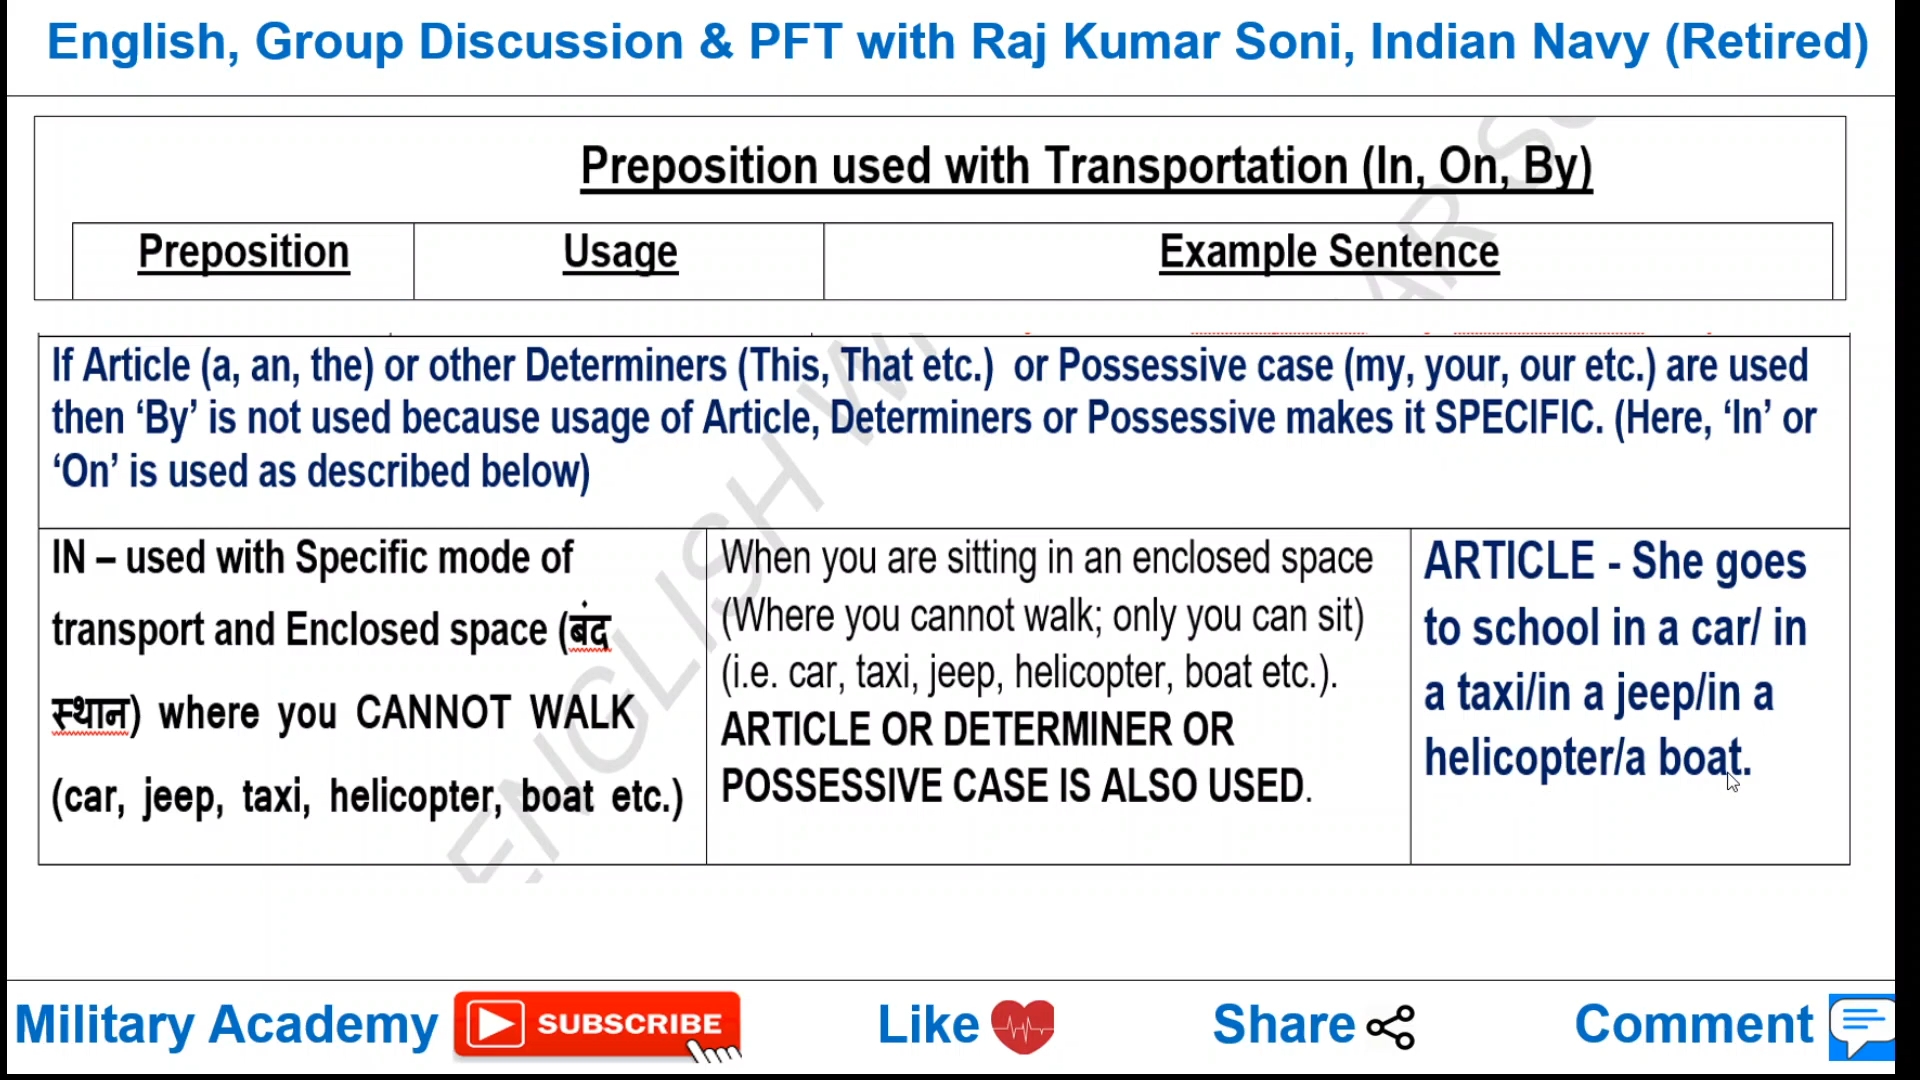 English, Group Discussion & PFT with Raj Kumar Soni, Indian Navy (Retired)
Preposition used with Transportation (In, On, By)
Preposition
Usage
Example Sentence
If Article (a, an, the) or other Determiners (This, That etc.) or Possessive case (my, your, our etc.) are used
then ‘By’ is not used because usage of Article, Determiners or Possessive makes it SPECIFIC. (Here, ‘In’ or
‘On’ is used as described below)
IN – used with Specific mode of
transport and Enclosed space (बंद
स्थान) where you CANNOT WALK
(car, jeep, taxi, helicopter, boat etc.)
When you are sitting in an enclosed space
(Where you cannot walk; only you can sit)
(i.e. car, taxi, jeep, helicopter, boat etc.).
ARTICLE OR DETERMINER OR
POSSESSIVE CASE IS ALSO USED.
ARTICLE - She goes
to school in a car/ in
a taxi/in a jeep/in a
helicopter/a boat.
ENGLISH
Military Academy
SUBSCRIBE
Like
Share
Comment